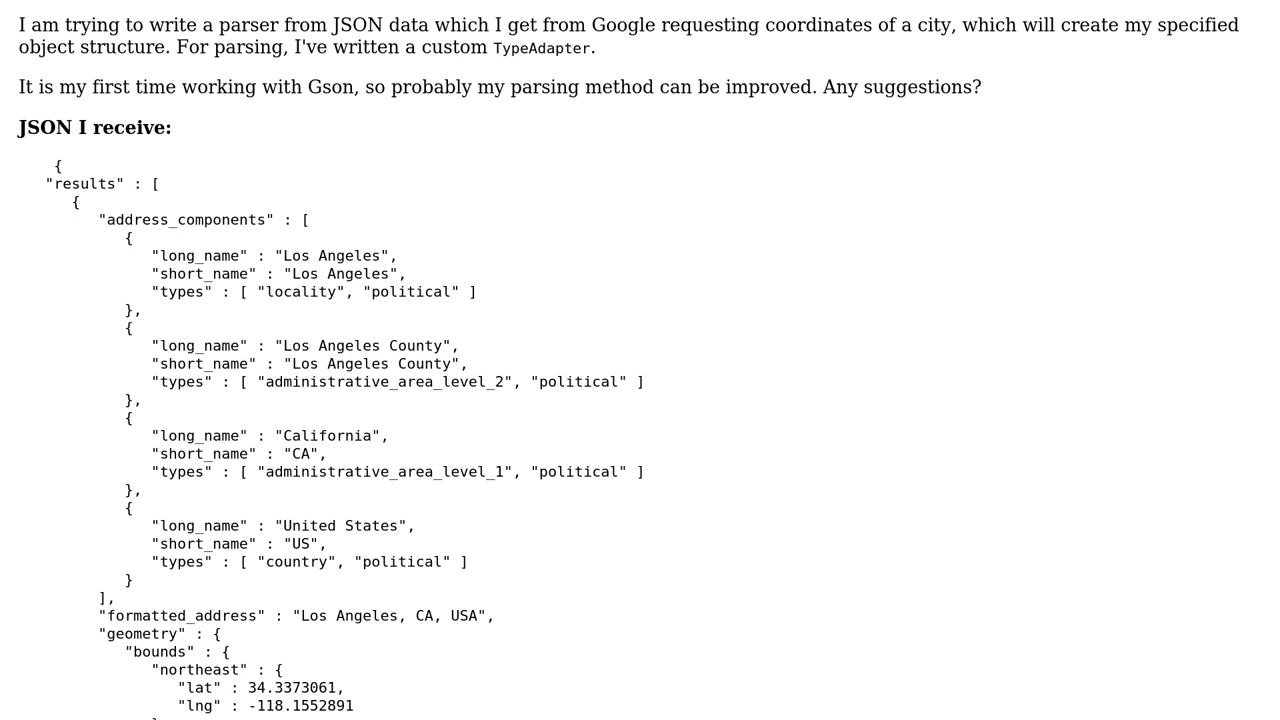 I am trying to write a parser from JSON data which I get from Google requesting coordinates of a city, which will create my specified
object structure. For parsing, I've written a custom TypeAdapter.
It is my first time working with Gson, so probably my parsing method can be improved. Any suggestions?
JSON I receive:
{
"results" : [
{
"address_components" : [
{
"long_name" : "Los Angeles",
"short_name" : "Los Angeles",
"types" : [ "locality", "political" ]
},
{
"long_name" : "Los Angeles County",
"short_name" : "Los Angeles County",
"types" : [ "administrative_area_level_2", "political" ]
},
{
"long_name" : "California",
"short_name" : "CA",
"types" : [ "administrative_area_level_1", "political" ]
},
{
"long_name" : "United States",
"short_name" : "US",
"types" : [ "country", "political" ]
}
],
"formatted_address" : "Los Angeles, CA, USA",
"geometry" : {
"bounds" : {
"northeast" : {
"lat" : 34.3373061,
"lng" : -118.1552891